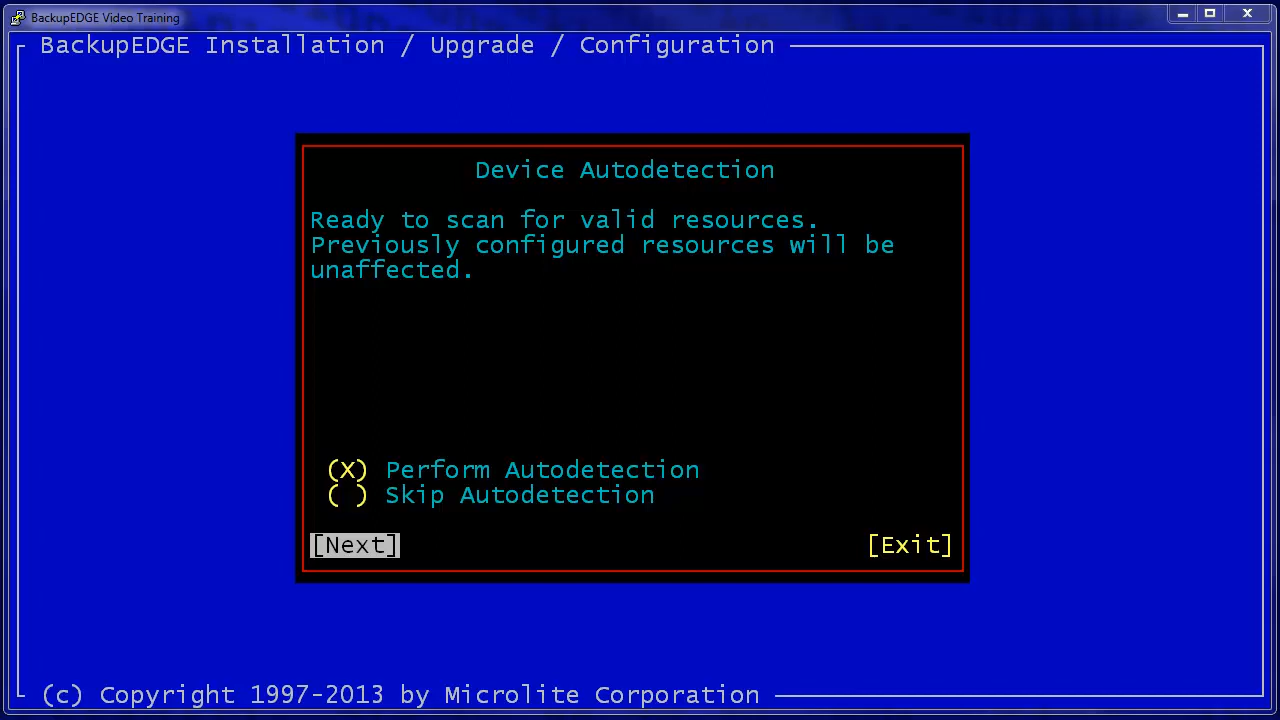 BackupEDGE Video Training
BackupEDGE Installation / Upgrade / Configuration
Device Autodetection
Ready to scan for valid resources.
Previously configured resources will be
unaffected.
(X) Perform Autodetection
( ) Skip Autodetection
[Next] [Exit]
(c) Copyright 1997-2013 by Microlite Corporation